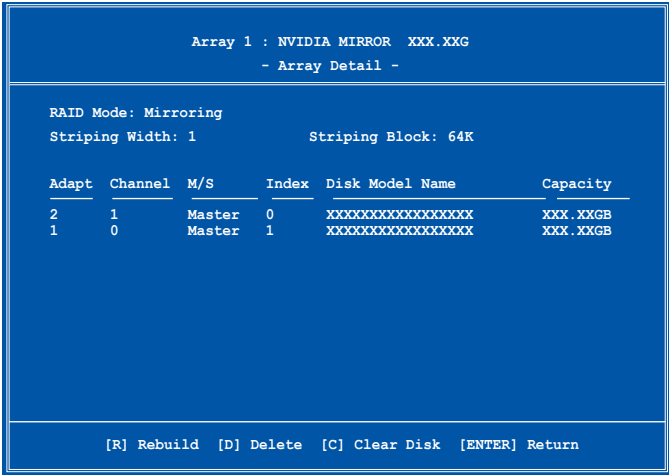 Array 1 : NVIDIA MIRROR XXX.XXG
- Array Detail -
RAID Mode: Mirroring
Striping Width: 1 Striping Block: 64K
Adapt Channel M/S Index Disk Model Name Capacity
2 1 Master 0 XXXXXXXXXXXXXXXXX XXX.XXGB
1 0 Master 1 XXXXXXXXXXXXXXXXX XXX.XXGB
[R] Rebuild [D] Delete [C] Clear Disk [ENTER] Return